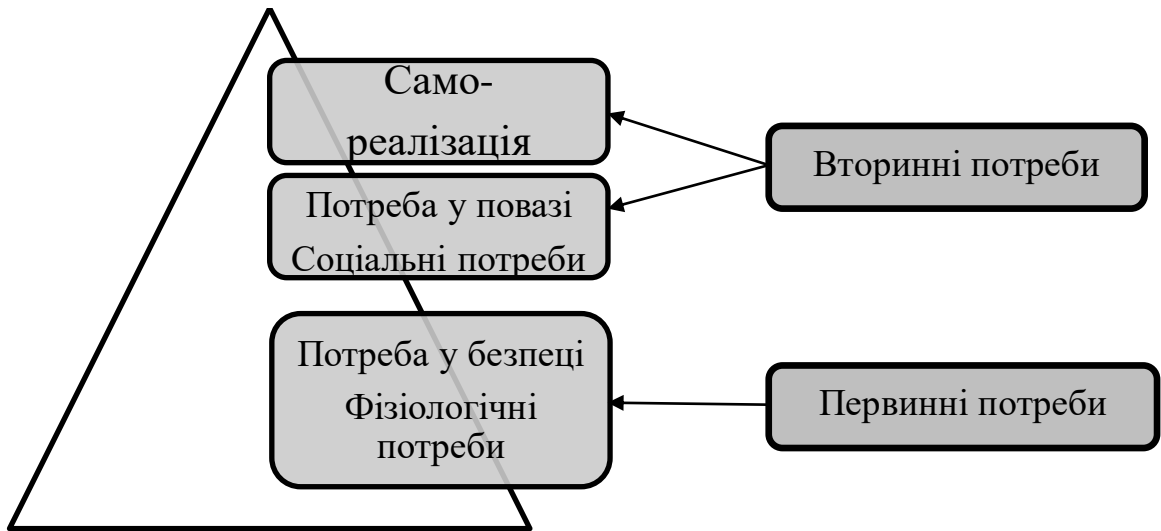 Само-
реалізація
Потреба у повазі
Соціальні потреби
Вторинні потреби
Потреба у безпеці
Фізіологічні
потреби
Первинні потреби